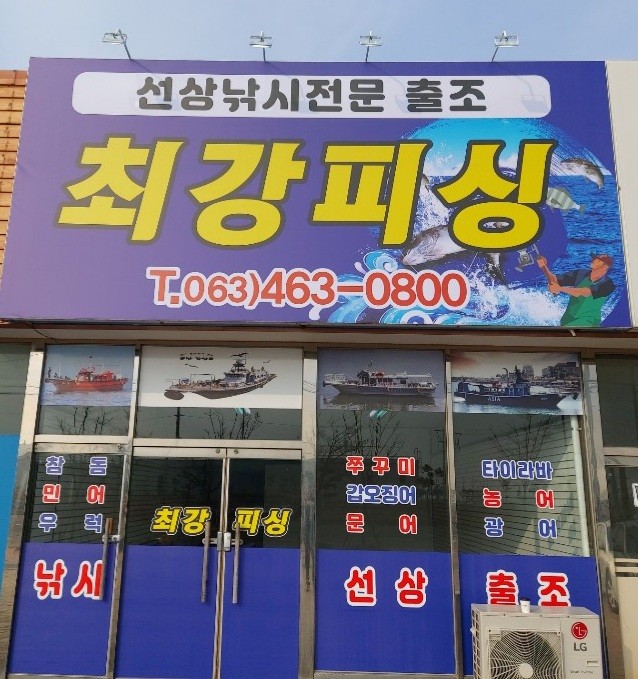 선상낚시전문 출조
최강피싱
T.063)463-0800
ASIA
참 돔
민 어
우 럭
낚시
최강 피싱
쭈꾸미
갑오징어
문 어
선 상
타이라바
농 어
광 어
출 조
LG